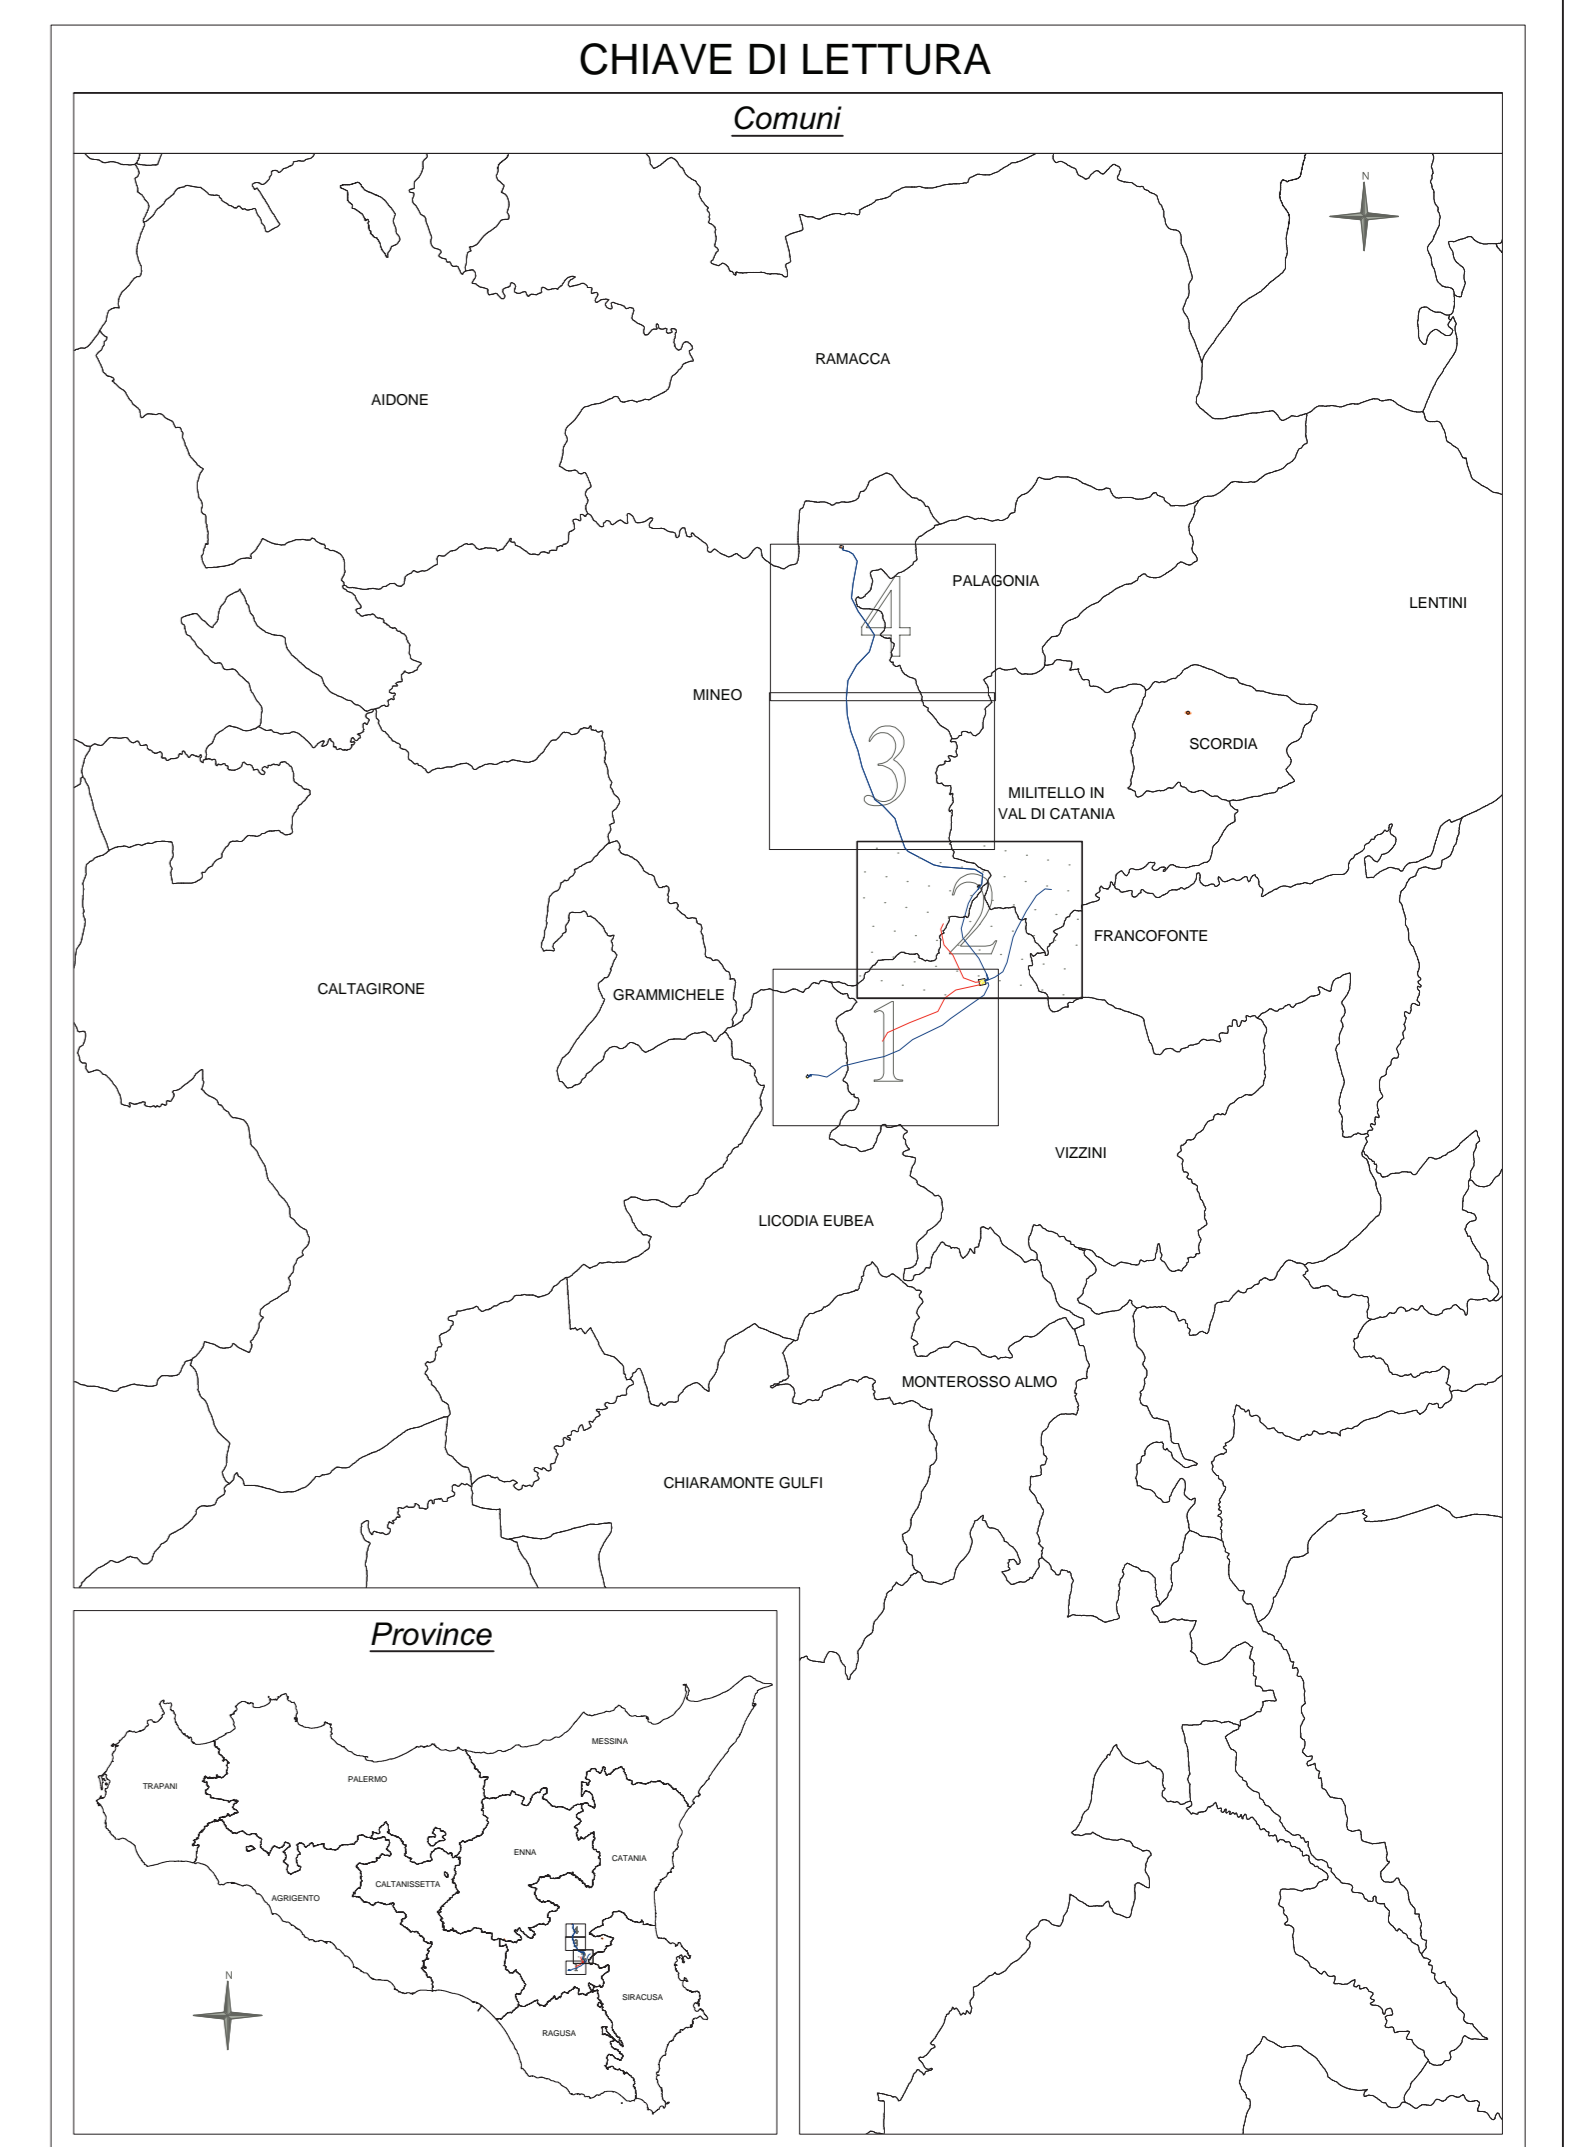 CHIAVE DI LETTURA
Comuni
N
RAMACCA
AIDONE
PALAGONIA
LENTINI
4
MINEO
SCORDIA
3
MILITELLO IN
VAL DI CATANIA
2
FRANCOFONTE
CALTAGIRONE
GRAMMICHELE
1
VIZZINI
LICODIA EUBEA
MONTEROSSO ALMO
CHIARAMONTE GULFI
Province
MESSINA
PALERMO
TRAPANI
ENNA
CATANIA
CALTANISSETTA
AGRIGENTO
N
SIRACUSA
RAGUSA